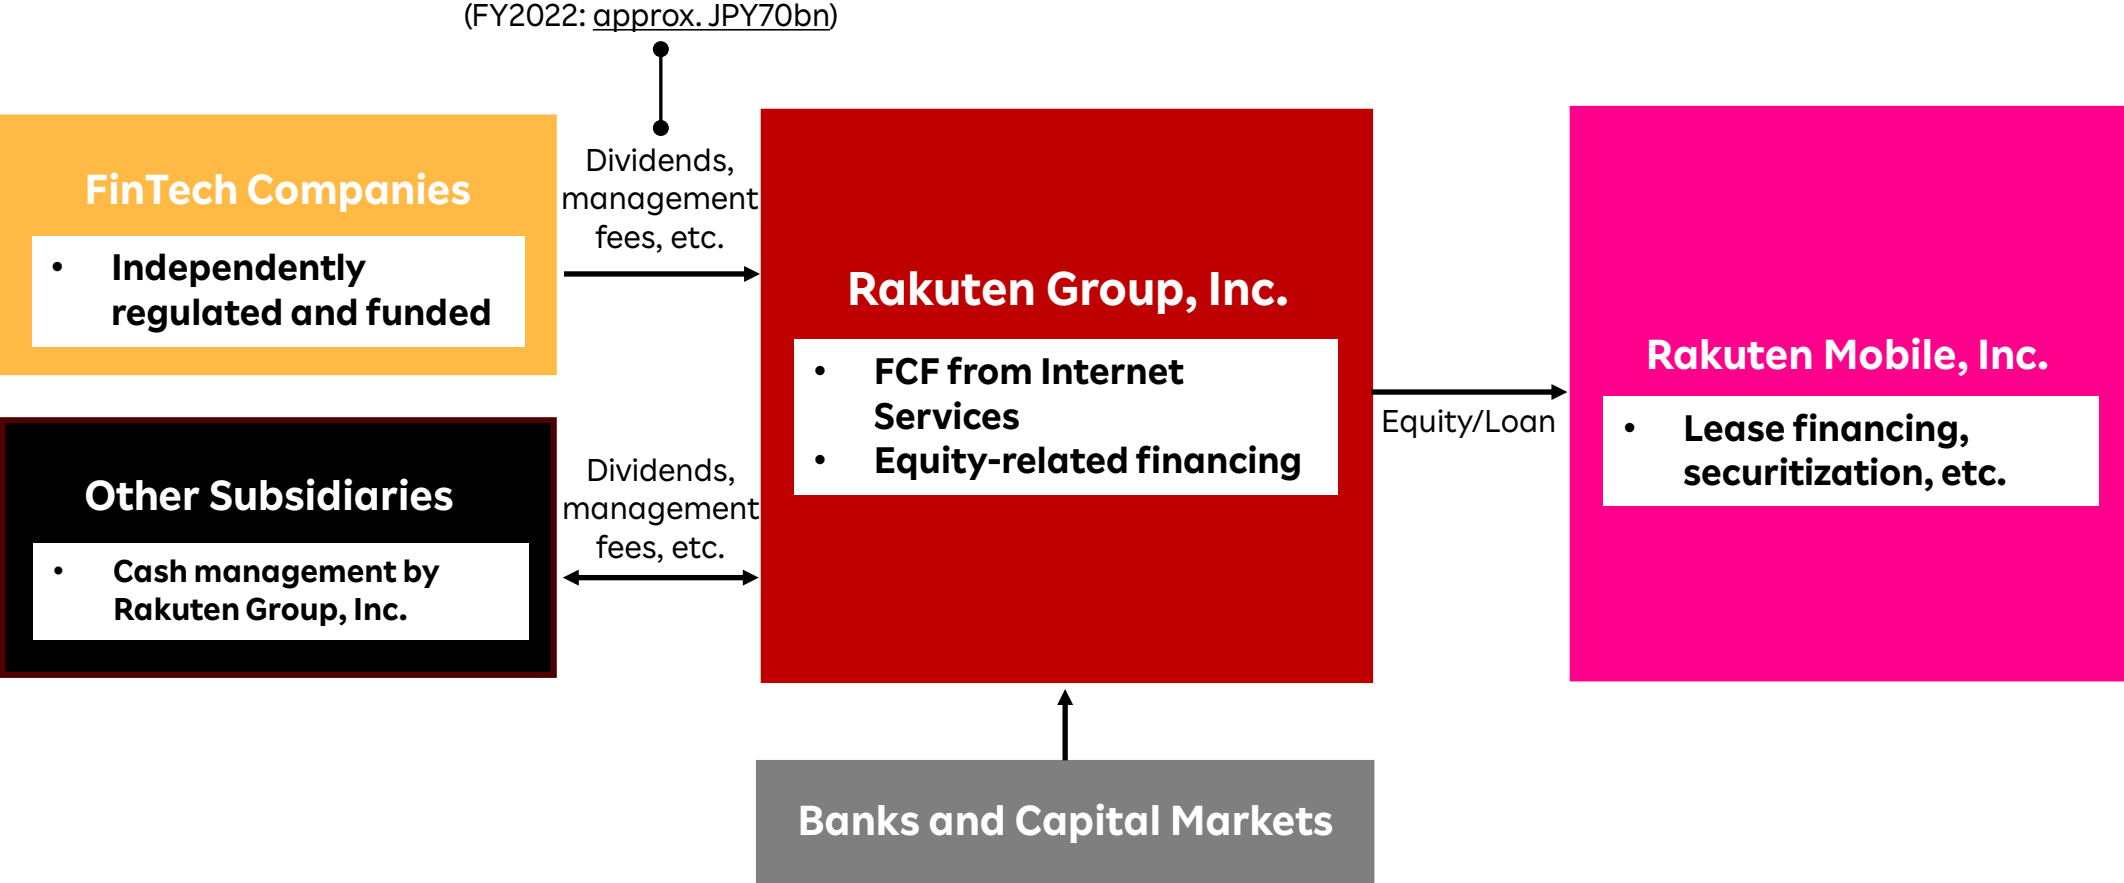 (FY2022: approx. JPY70bn)
FinTech Companies
• Independently
regulated and funded
Dividends,
management
fees, etc.
Other Subsidiaries
• Cash management by
Rakuten Group, Inc.
Dividends,
management
fees, etc.
Rakuten Group, Inc.
• FCF from Internet
Services
• Equity-related financing
Equity/Loan
Rakuten Mobile, Inc.
• Lease financing,
securitization, etc.
Banks and Capital Markets